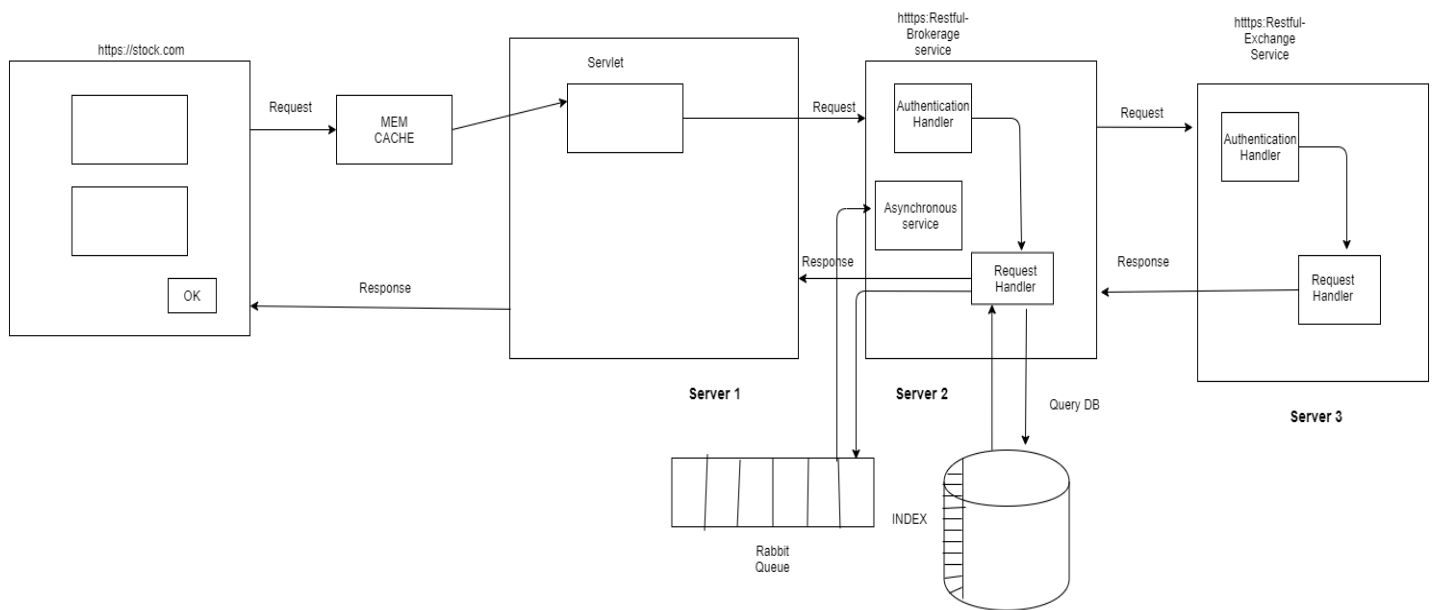 https://stock.com
Request
MEM
CACHE
Servlet
Request
htttps:Restful-
Brokerage
service
Authentication
Handler
Request
htttps:Restful-
Exchange
Service
Authentication
Handler
Asynchronous
service
OK
Response
Response
Request
Handler
Response
Request
Handler
Server 1
Server 2
Query DB
Server 3
Rabbit
Queue
INDEX